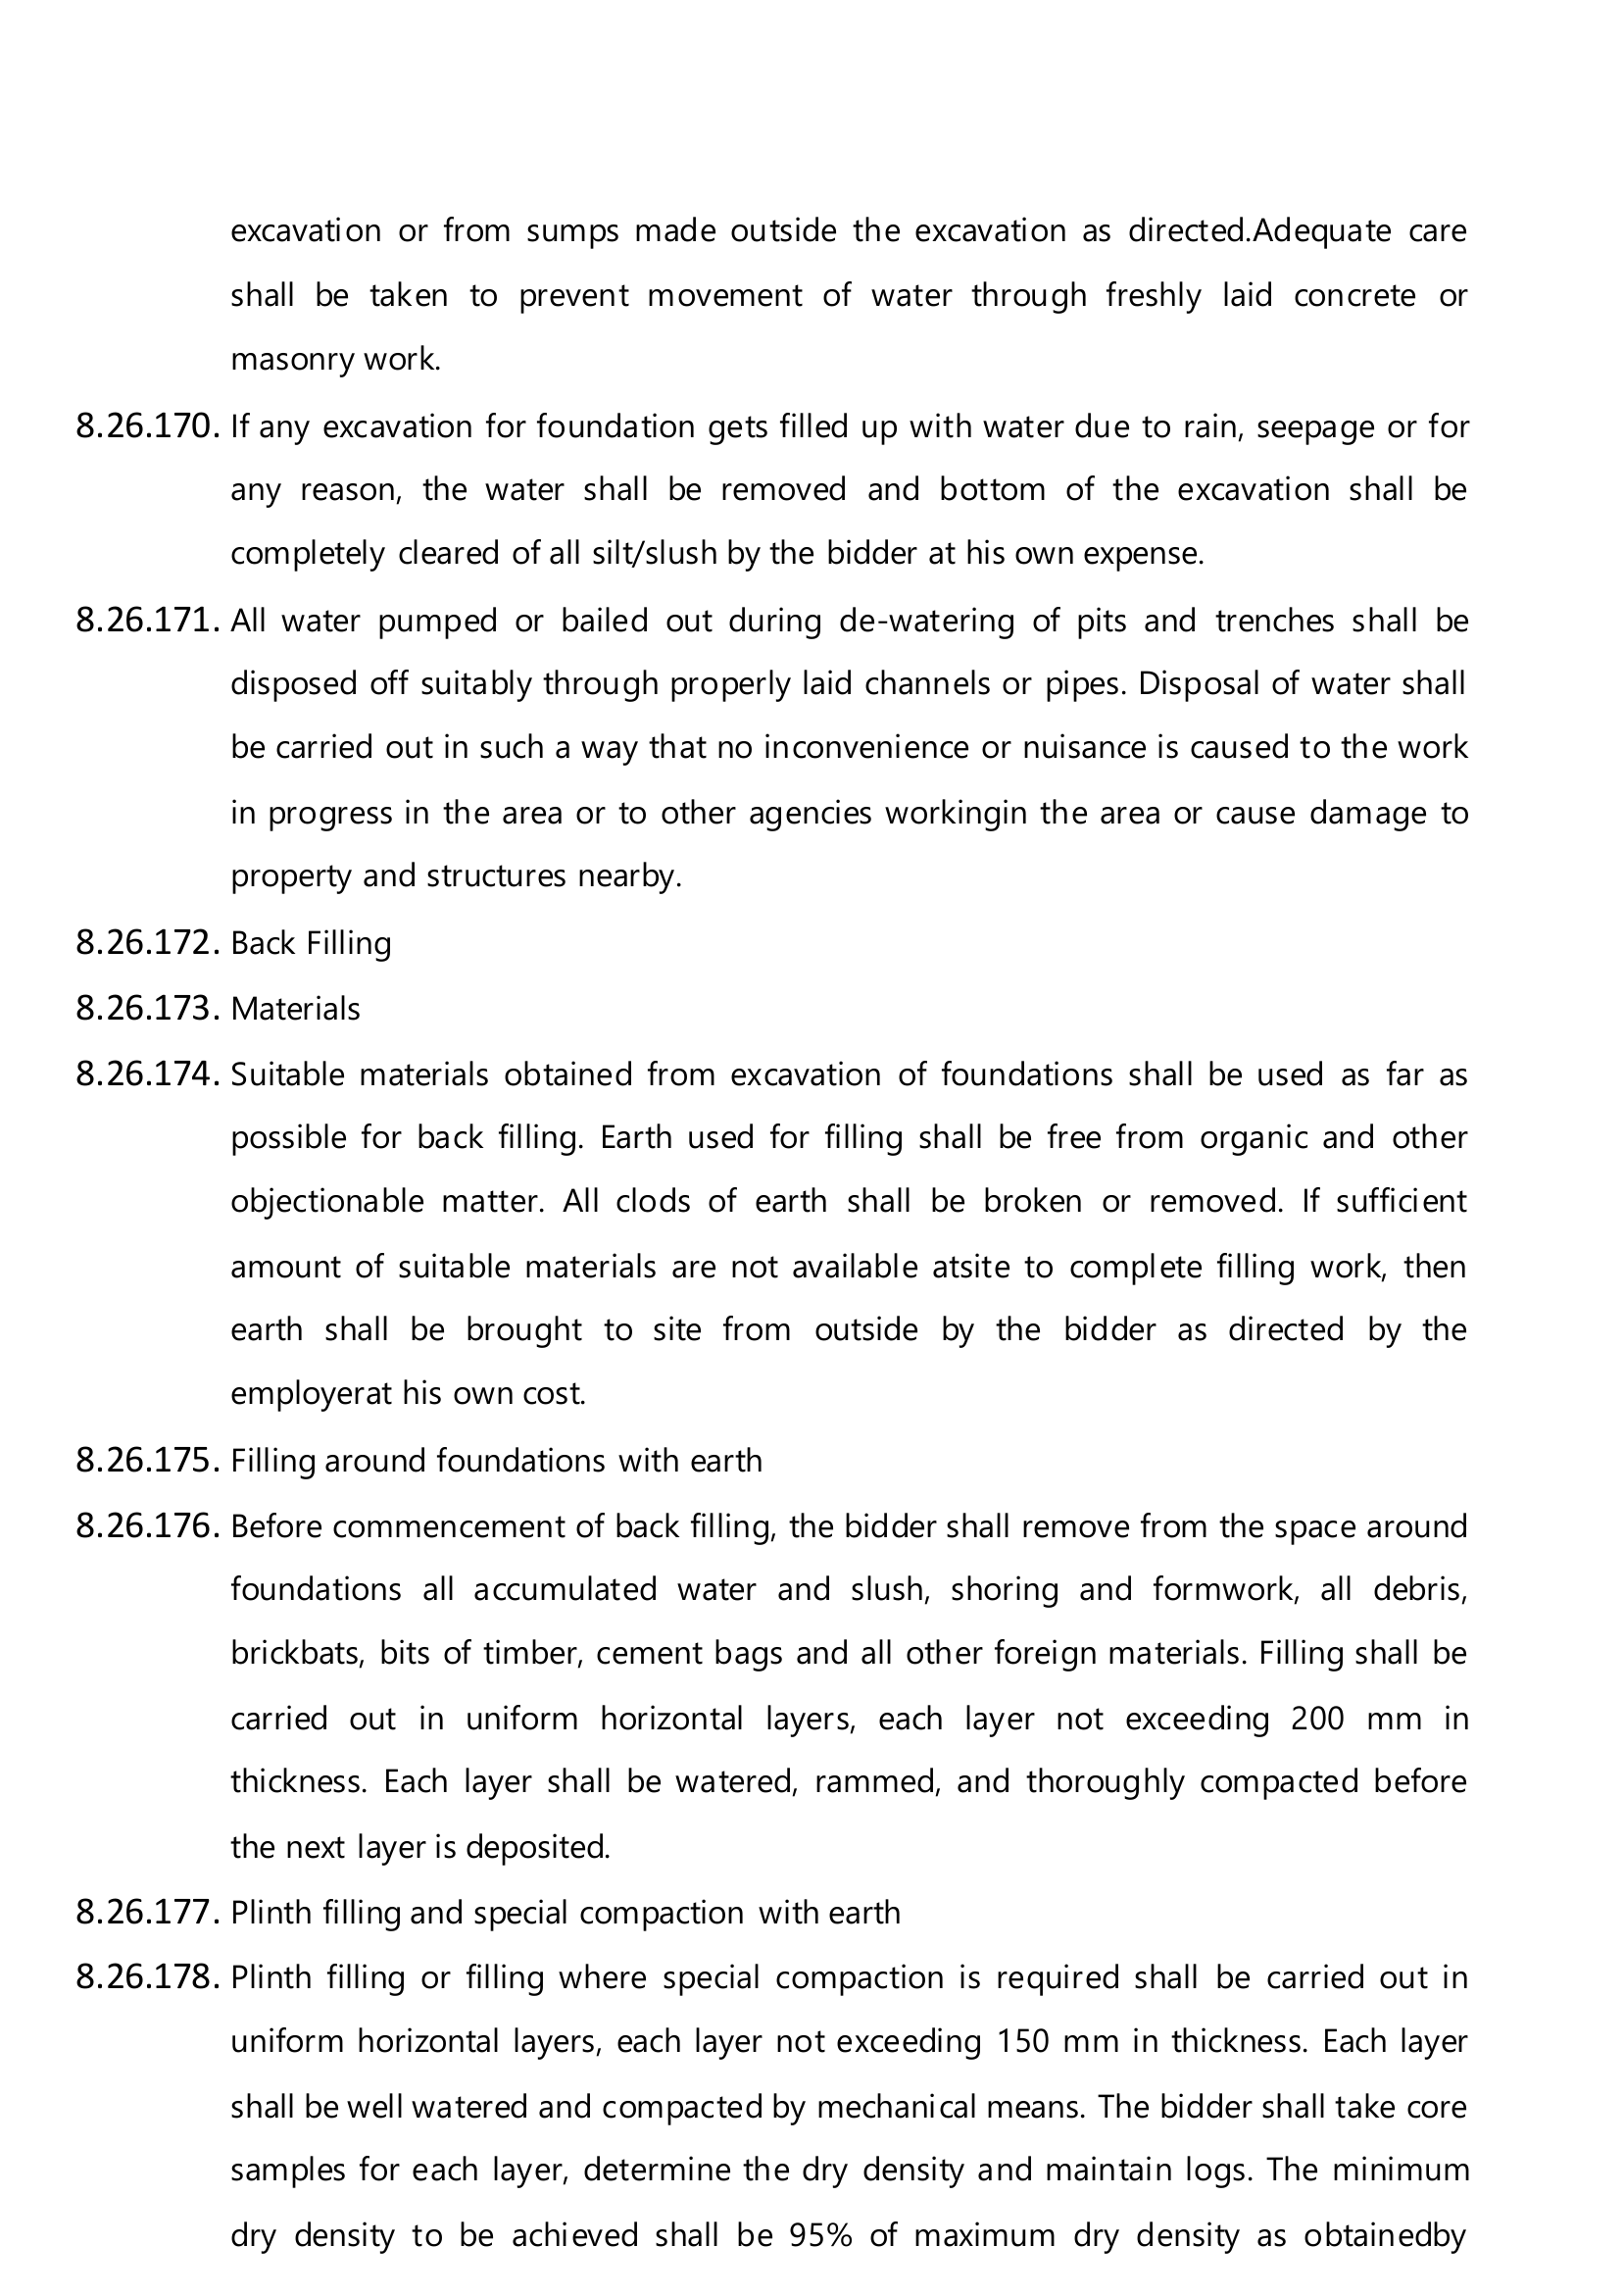 excavation or from sumps made outside the excavation as directed.Adequate care
shall be taken to prevent movement of water through freshly laid concrete or
masonry work.
8.26.170. If any excavation for foundation gets filled up with water due to rain, seepage or for
any reason, the water shall be removed and bottom of the excavation shall be
completely cleared of all silt/slush by the bidder at his own expense.
8.26.171. All water pumped or bailed out during de-watering of pits and trenches shall be
disposed off suitably through properly laid channels or pipes. Disposal of water shall
be carried out in such a way that no inconvenience or nuisance is caused to the work
in progress in the area or to other agencies workingin the area or cause damage to
property and structures nearby.
8.26.172. Back Filling
8.26.173. Materials
8.26.174. Suitable materials obtained from excavation of foundations shall be used as far as
possible for back filling. Earth used for filling shall be free from organic and other
objectionable matter. All clods of earth shall be broken or removed. If sufficient
amount of suitable materials are not available atsite to complete filling work, then
earth shall be brought to site from outside by the bidder as directed by the
employerat his own cost.
8.26.175. Filling around foundations with earth
8.26.176. Before commencement of back filling, the bidder shall remove from the space around
foundations all accumulated water and slush, shoring and formwork, all debris,
brickbats, bits of timber, cement bags and all other foreign materials. Filling shall be
carried out in uniform horizontal layers, each layer not exceeding 200 mm in
thickness. Each layer shall be watered, rammed, and thoroughly compacted before
the next layer is deposited.
8.26.177. Plinth filling and special compaction with earth
8.26.178. Plinth filling or filling where special compaction is required shall be carried out in
uniform horizontal layers, each layer not exceeding 150 mm in thickness. Each layer
shall be well watered and compacted by mechanical means. The bidder shall take core
samples for each layer, determine the dry density and maintain logs. The minimum
dry density to be achieved shall be 95% of maximum dry density as obtainedby